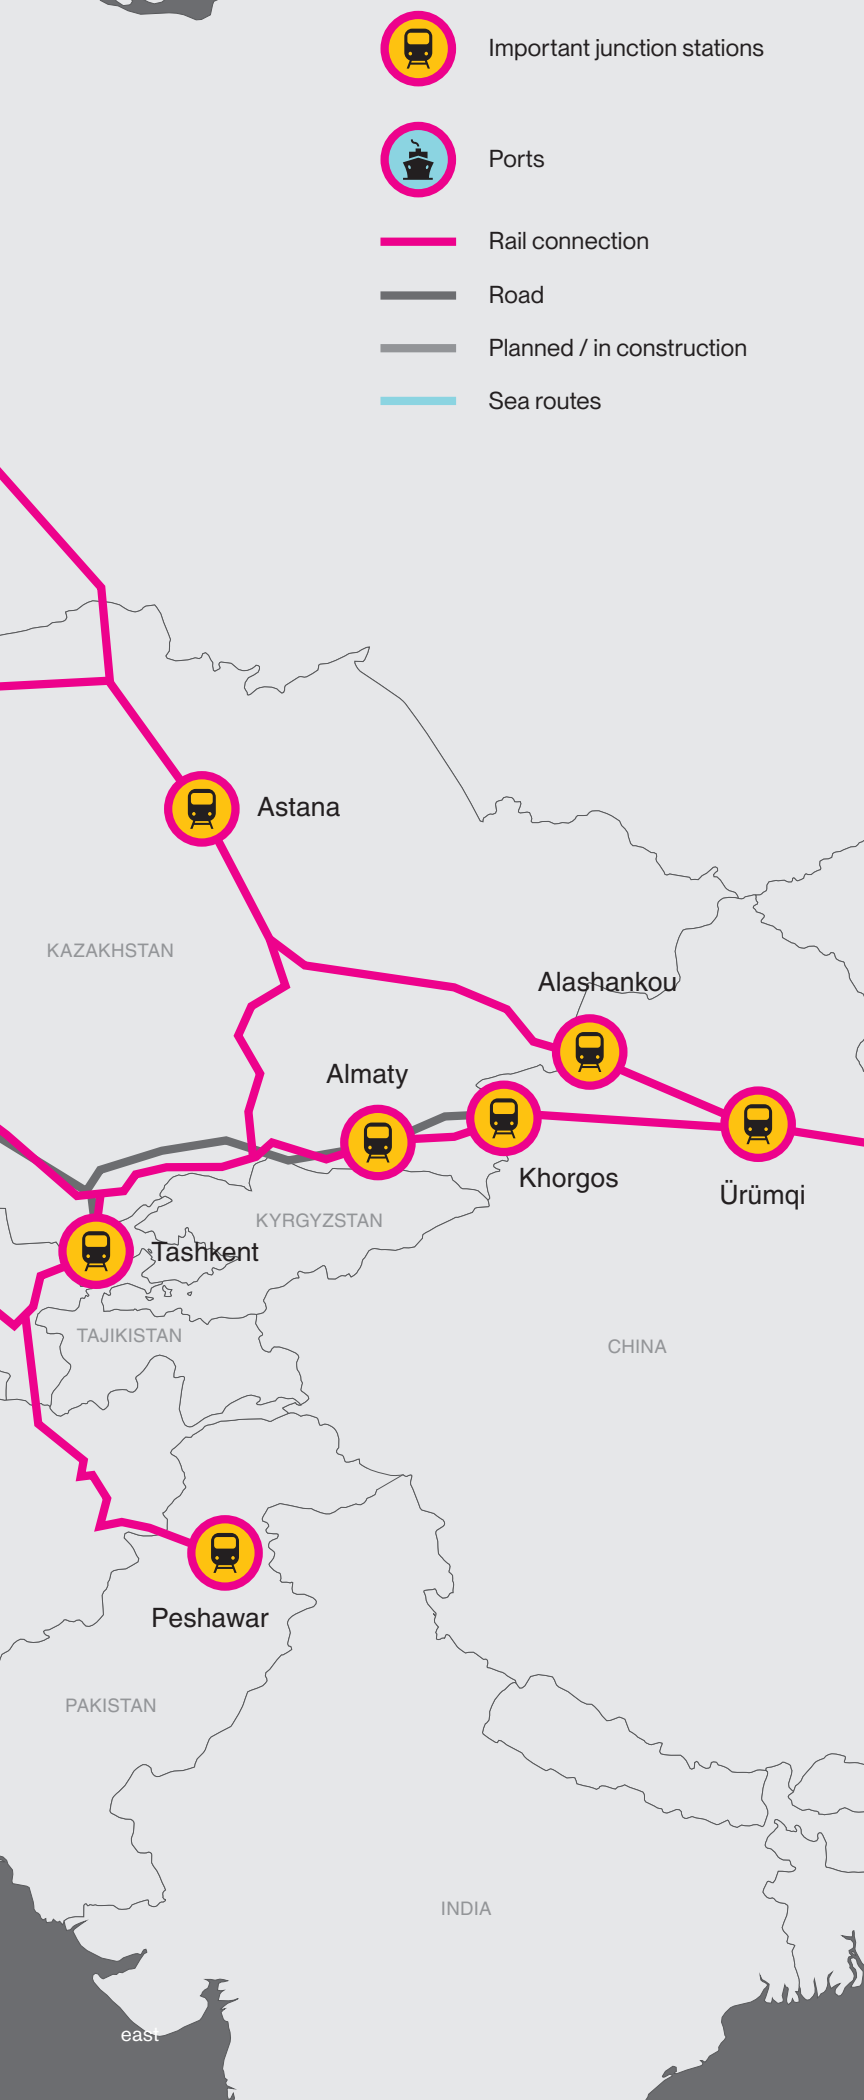 Important junction stations
Ports
Rail connection
Road
Planned / in construction
Sea routes
Astana
KAZAKHSTAN
Alashankou
Almaty
Khorgos
Ürümqi
KYRGYZSTAN
Tashkent
TAJIKISTAN
CHINA
Peshawar
PAKISTAN
INDIA
east